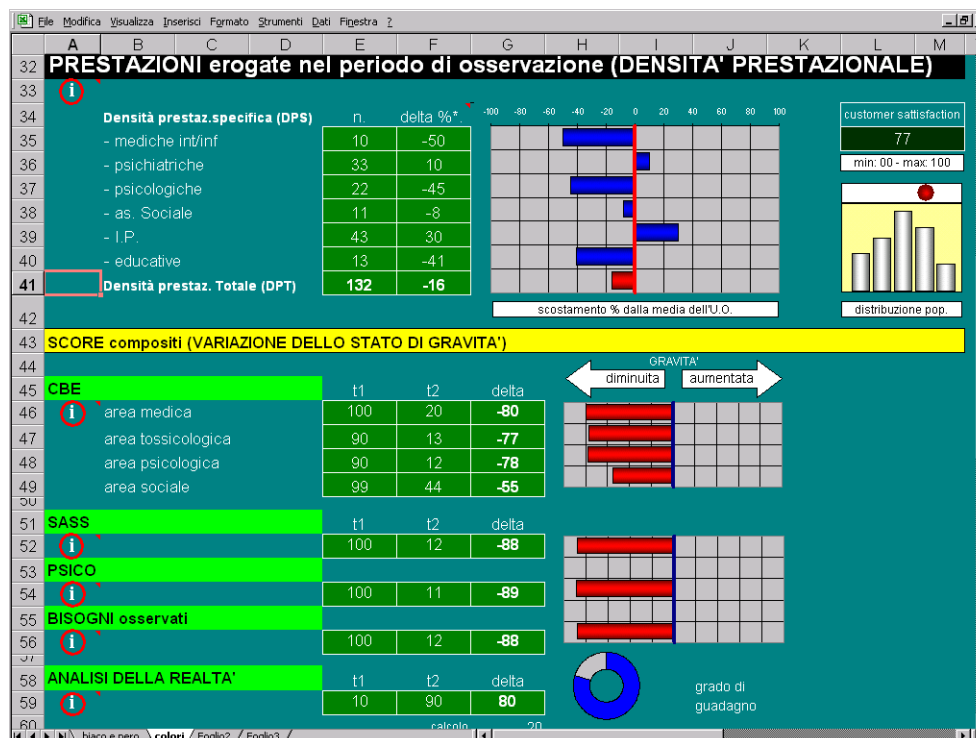 File Modifica Visualizza Inserisci Formato Strumenti Dati Finestra ?
A B C D E F G H I J K L M
32 PRESTAZIONI erogate nel periodo di osservazione (DENSITA' PRESTAZIONALE)
33 i
34 Densità prestaz.specifica (DPS) n. delta %*. -100 -80 -60 -40 -20 0 20 40 60 80 100 customer sattisfaction
35 - mediche int/inf 10 -50 77
36 - psichiatriche 33 10 min: 00 - max: 100
37 - psicologiche 22 -45
38 - as. Sociale 11 -8
39 - I.P. 43 30
40 - educative 13 -41
41 Densità prestaz. Totale (DPT) 132 -16
42 scostamento % dalla media dell'U.O. distribuzione pop.
43 SCORE compositi (VARIAZIONE DELLO STATO DI GRAVITA')
44 GRAVITA'
diminuita aumentata
45 CBE t1 t2 delta
46 i area medica 100 20 -80
47 area tossicologica 90 13 -77
48 area psicologica 90 12 -78
49 area sociale 99 44 -55
50
51 SASS t1 t2 delta
52 i 100 12 -88
53 PSICO
54 i 100 11 -89
55 BISOGNI osservati
56 i 100 12 -88
57
58 ANALISI DELLA REALTA' t1 t2 delta grado di
59 i 10 90 80 guadagno
60 calcolo 20
biaco e nero colori Foglio2 Foglio3